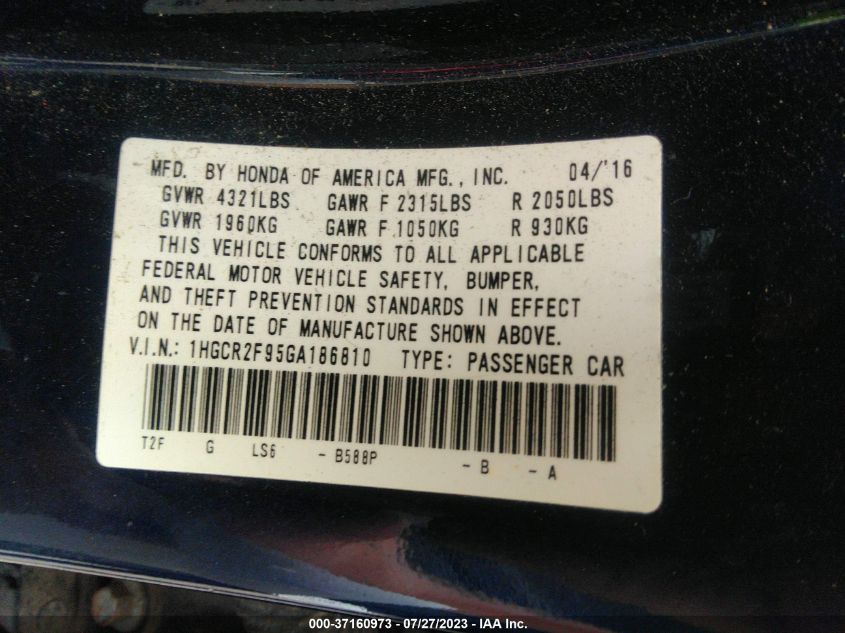 MFD. BY HONDA OF AMERICA MFG., INC. 04/'16
GVWR 4321LBS GAWR F 2315LBS R 2050LBS
GVWR 1960KG GAWR F 1050KG R 930KG
THIS VEHICLE CONFORMS TO ALL APPLICABLE
FEDERAL MOTOR VEHICLE SAFETY, BUMPER,
AND THEFT PREVENTION STANDARDS IN EFFECT
ON THE DATE OF MANUFACTURE SHOWN ABOVE.
V.I.N.: 1HGCR2F95GA186810 TYPE: PASSENGER CAR
T2F G LS6 - B588P - B - A
000-37160973 / 07/27/2023 - IAA Inc.